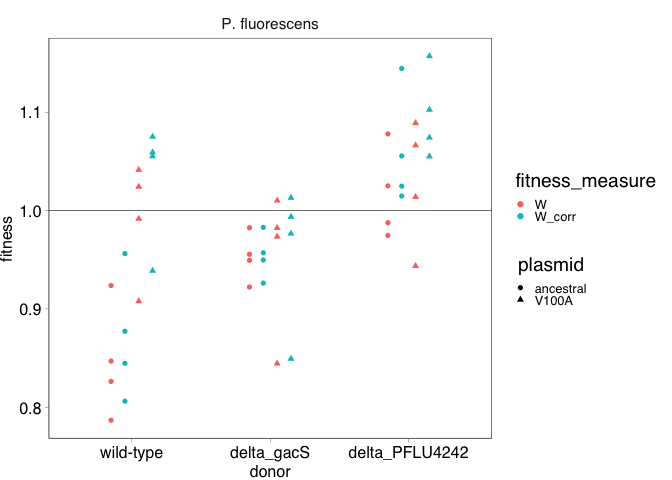 P. fluorescens
fitness
1.1
1.0
0.9
0.8
wild-type
delta_gacS
delta_PFLU4242
donor
fitness_measure
W
W_corr
plasmid
ancestral
V100A